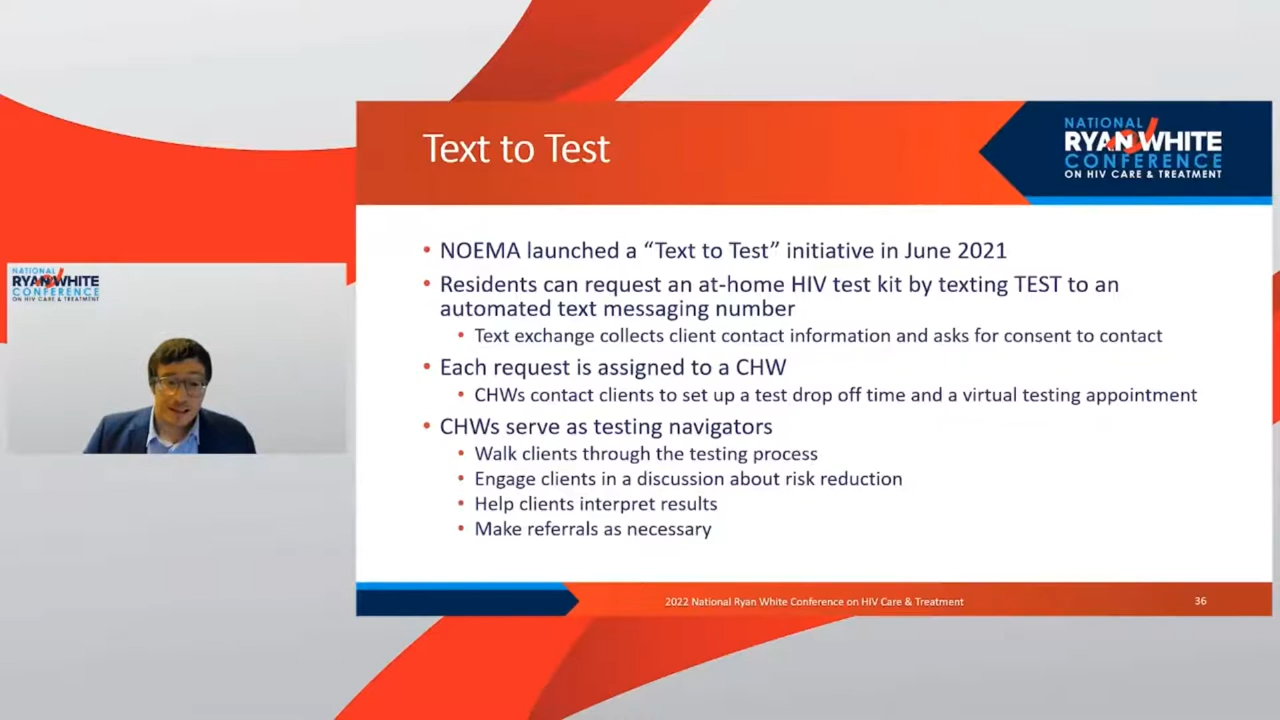 Text to Test
NATIONAL
RYAN WHITE
CONFERENCE
ON HIV CARE & TREATMENT
• NOEMA launched a “Text to Test” initiative in June 2021
• Residents can request an at-home HIV test kit by texting TEST to an
automated text messaging number
• Text exchange collects client contact information and asks for consent to contact
• Each request is assigned to a CHW
• CHWs contact clients to set up a test drop off time and a virtual testing appointment
• CHWs serve as testing navigators
• Walk clients through the testing process
• Engage clients in a discussion about risk reduction
• Help clients interpret results
• Make referrals as necessary
2022 National Ryan White Conference on HIV Care & Treatment
36
NATIONAL
RYAN WHITE
CONFERENCE
ON HIV CARE & TREATMENT